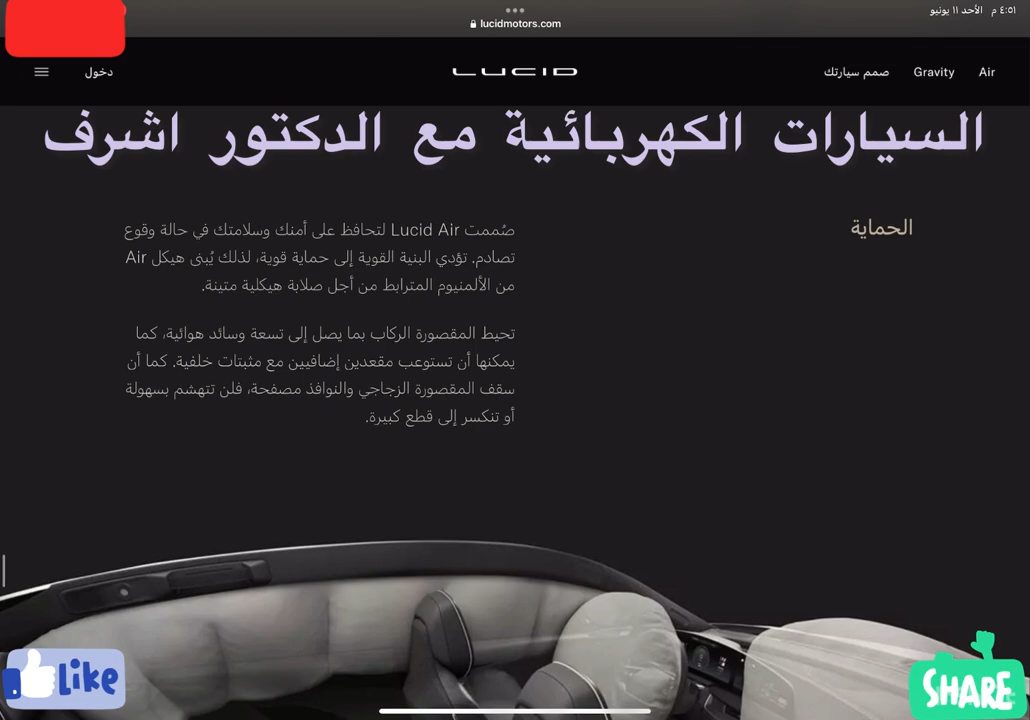 ٤:٥١ م الأحد ١١ يونيو
lucidmotors.com
Air Gravity صمم سيارتك
LUCID
دخول
السيارات الكهربائية مع الدكتور اشرف
الحماية
صُممت Lucid Air لتحافظ على أمنك وسلامتك في حالة وقوع
تصادم. تؤدي البنية القوية إلى حماية قوية، لذلك يُبنى هيكل Air
من الألمنيوم المترابط من أجل صلابة هيكلية متينة.
تحيط المقصورة الركاب بما يصل إلى تسعة وسائد هوائية، كما
يمكنها أن تستوعب مقعدين إضافيين مع مثبتات خلفية. كما أن
سقف المقصورة الزجاجي والنوافذ مصفحة، فلن تتهشم بسهولة
أو تنكسر إلى قطع كبيرة.
Like
SHARE